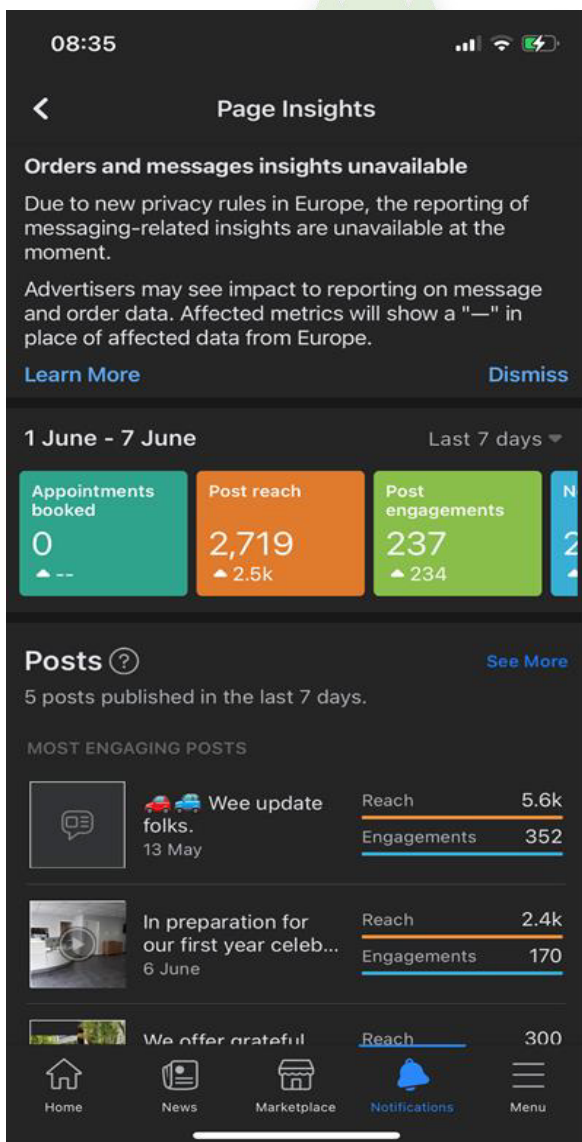 08:35
Page Insights
Orders and messages insights unavailable
Due to new privacy rules in Europe, the reporting of
messaging-related insights are unavailable at the
moment.
Advertisers may see impact to reporting on message
and order data. Affected metrics will show a "—" in
place of affected data from Europe.
Learn More
Dismiss
1 June - 7 June
Last 7 days
Appointments
booked
0
--
Post reach
2,719
2.5k
Post
engagements
237
234
N
2
Posts ?
See More
5 posts published in the last 7 days.
MOST ENGAGING POSTS
Wee update
folks.
13 May
Reach 5.6k
Engagements 352
In preparation for
our first year celeb...
6 June
Reach 2.4k
Engagements 170
We offer grateful
Reach 300
Home
News
Marketplace
Notifications
Menu